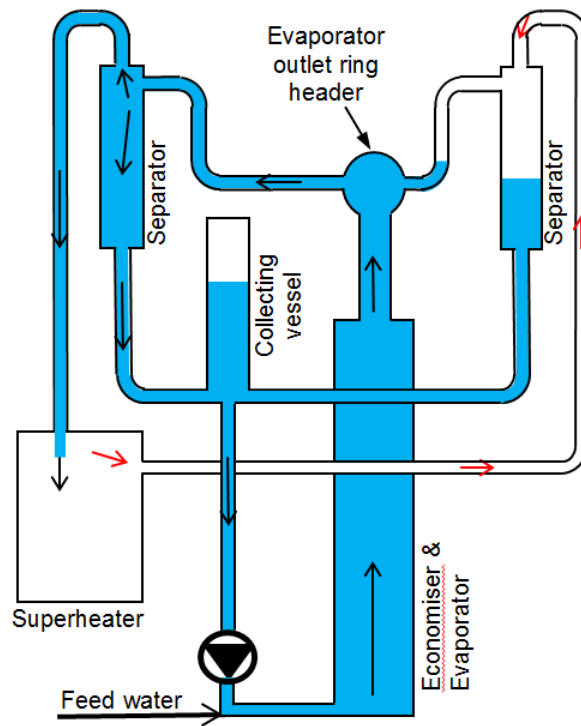 Evaporator
outlet ring
header
Separator
Separator
Collecting
vessel
Superheater
Economiser &
Evaporator
Feed water